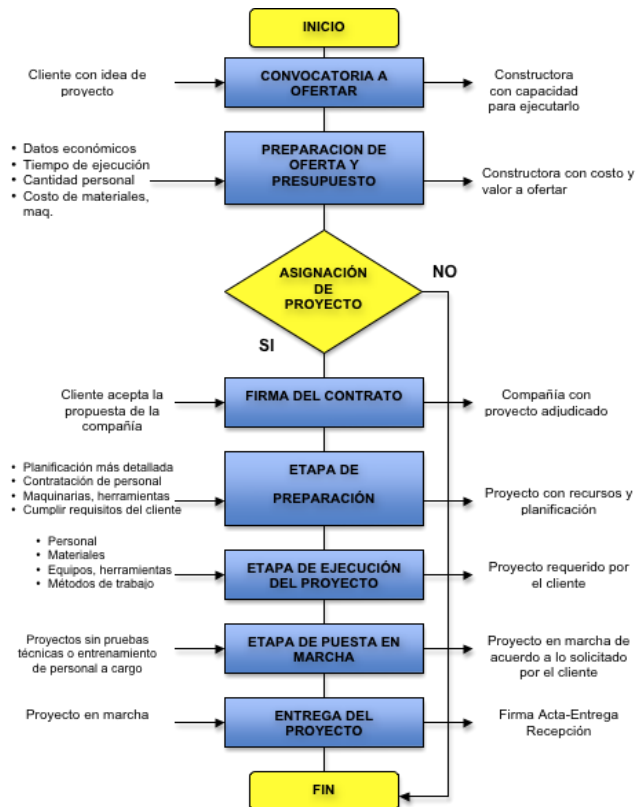 INICIO
Cliente con idea de
proyecto
CONVOCATORIA A
OFERTAR
Constructora
con capacidad
para ejecutarlo
• Datos económicos
• Tiempo de ejecución
• Cantidad personal
• Costo de materiales,
maq.
PREPARACION DE
OFERTA Y
PRESUPUESTO
Constructora con costo y
valor a ofertar
ASIGNACIÓN
DE
PROYECTO
NO
SI
Cliente acepta la
propuesta de la
compañía
FIRMA DEL CONTRATO
Compañía con
proyecto adjudicado
• Planificación más detallada
• Contratación de personal
• Maquinarias, herramientas
• Cumplir requisitos del cliente
ETAPA DE
PREPARACIÓN
Proyecto con recursos y
planificación
• Personal
• Materiales
• Equipos, herramientas
• Métodos de trabajo
ETAPA DE EJECUCIÓN
DEL PROYECTO
Proyecto requerido por
el cliente
Proyectos sin pruebas
técnicas o entrenamiento
de personal a cargo
ETAPA DE PUESTA EN
MARCHA
Proyecto en marcha de
acuerdo a lo solicitado
por el cliente
Proyecto en marcha
ENTREGA DEL
PROYECTO
Firma Acta-Entrega
Recepción
FIN